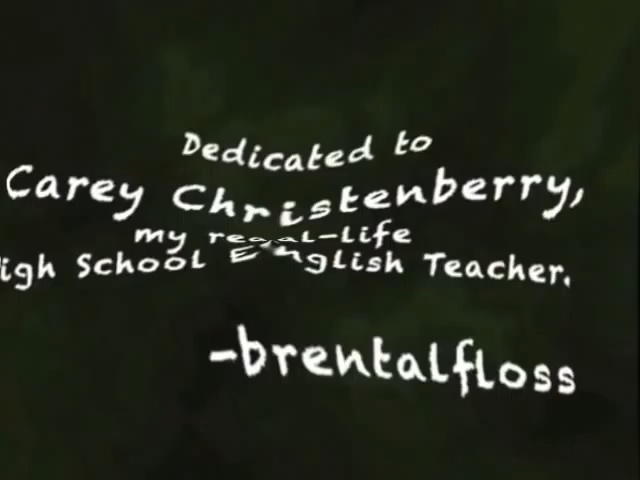 Dedicated to
Carey Christenberry,
my real-life
igh School English Teacher.
-brentalfloss